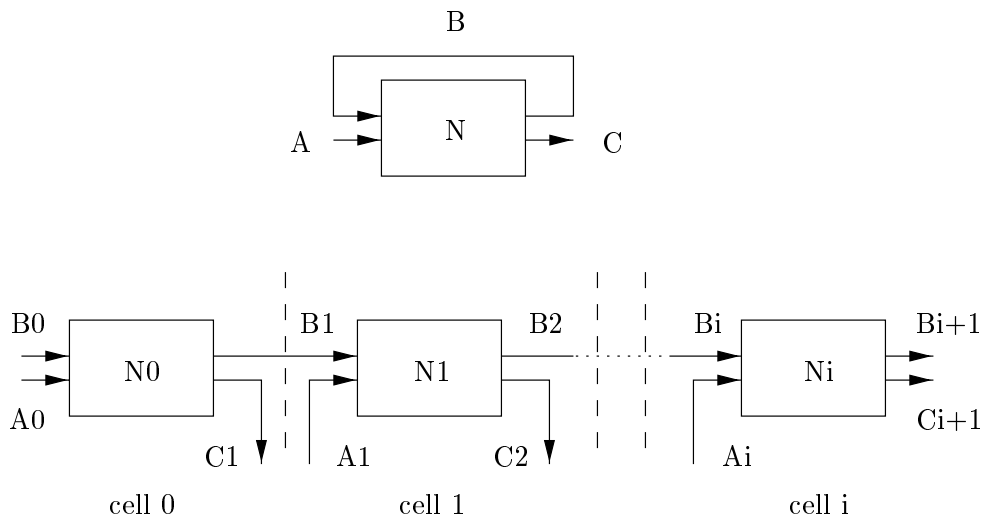 B
A N C
B0 B1 B2 Bi Bi+1
N0 N1 Ni
A0 Ci+1
C1 A1 C2 Ai
cell 0 cell 1 cell i